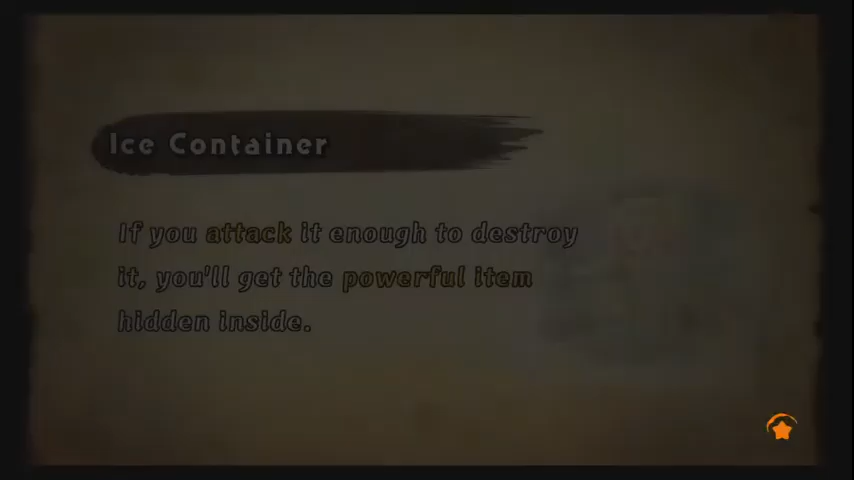 Ice Container
If you attack it enough to destroy
it, you'll get the powerful item
hidden inside.